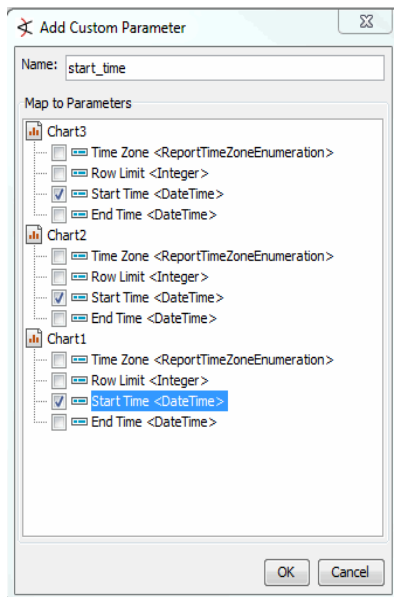 Add Custom Parameter
Name: start_time
Map to Parameters
Chart3
Time Zone <ReportTimeZoneEnumeration>
Row Limit <Integer>
Start Time <DateTime>
End Time <DateTime>
Chart2
Time Zone <ReportTimeZoneEnumeration>
Row Limit <Integer>
Start Time <DateTime>
End Time <DateTime>
Chart1
Time Zone <ReportTimeZoneEnumeration>
Row Limit <Integer>
Start Time <DateTime>
End Time <DateTime>
OK Cancel